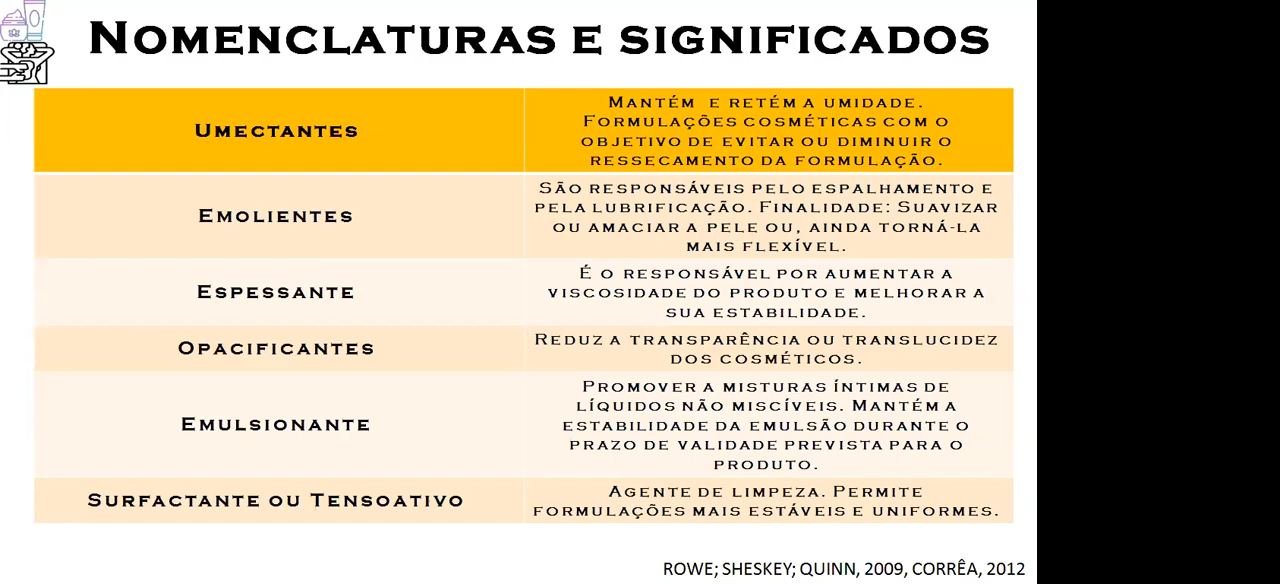 Nomenclaturas e significados
Umectantes
Mantém e retém a umidade.
Formulações cosméticas com o
objetivo de evitar ou diminuir o
ressecamento da formulação.
Emolientes
São responsáveis pelo espalhamento e
pela lubrificação. Finalidade: Suavizar
ou amaciar a pele ou, ainda torná-la
mais flexível.
Espessante
É o responsável por aumentar a
viscosidade do produto e melhorar a
sua estabilidade.
Opacificantes
Reduz a transparência ou translucidez
dos cosméticos.
Emulsionante
Promover a misturas íntimas de
líquidos não miscíveis. Mantém a
estabilidade da emulsão durante o
prazo de validade prevista para o
produto.
Surfactante ou Tensoativo
Agente de limpeza. Permite
formulações mais estáveis e uniformes.
ROWE; SHESKEY; QUINN, 2009, CORRÊA, 2012